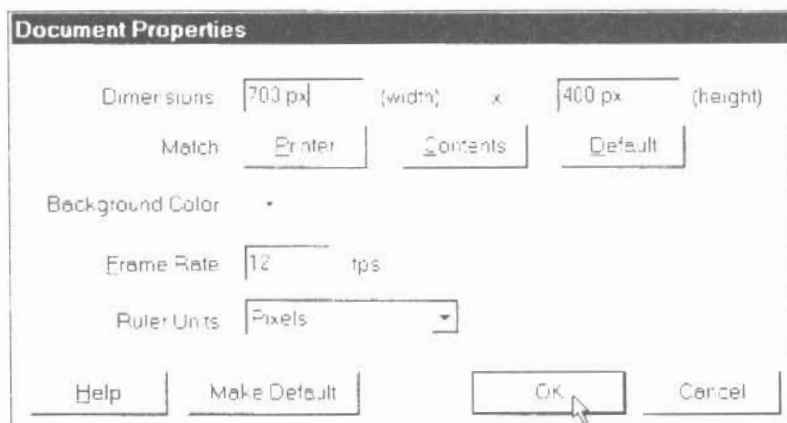 Document Properties
Dimensions 700 px (width) x 400 px (height)
Match Printer Contents Default
Background Color
Frame Rate 12 fps
Ruler Units Pixels
Help Make Default OK Cancel